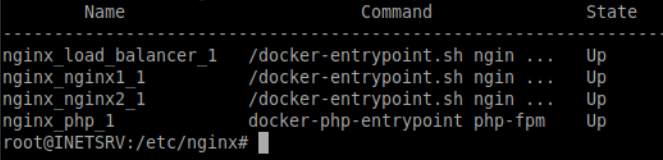 Name Command State
------------------------------------------------------------------
nginx_load_balancer_1 /docker-entrypoint.sh ngin ... Up
nginx_nginx1_1 /docker-entrypoint.sh ngin ... Up
nginx_nginx2_1 /docker-entrypoint.sh ngin ... Up
nginx_php_1 docker-php-entrypoint php-fpm Up
root@INETSRV:/etc/nginx#